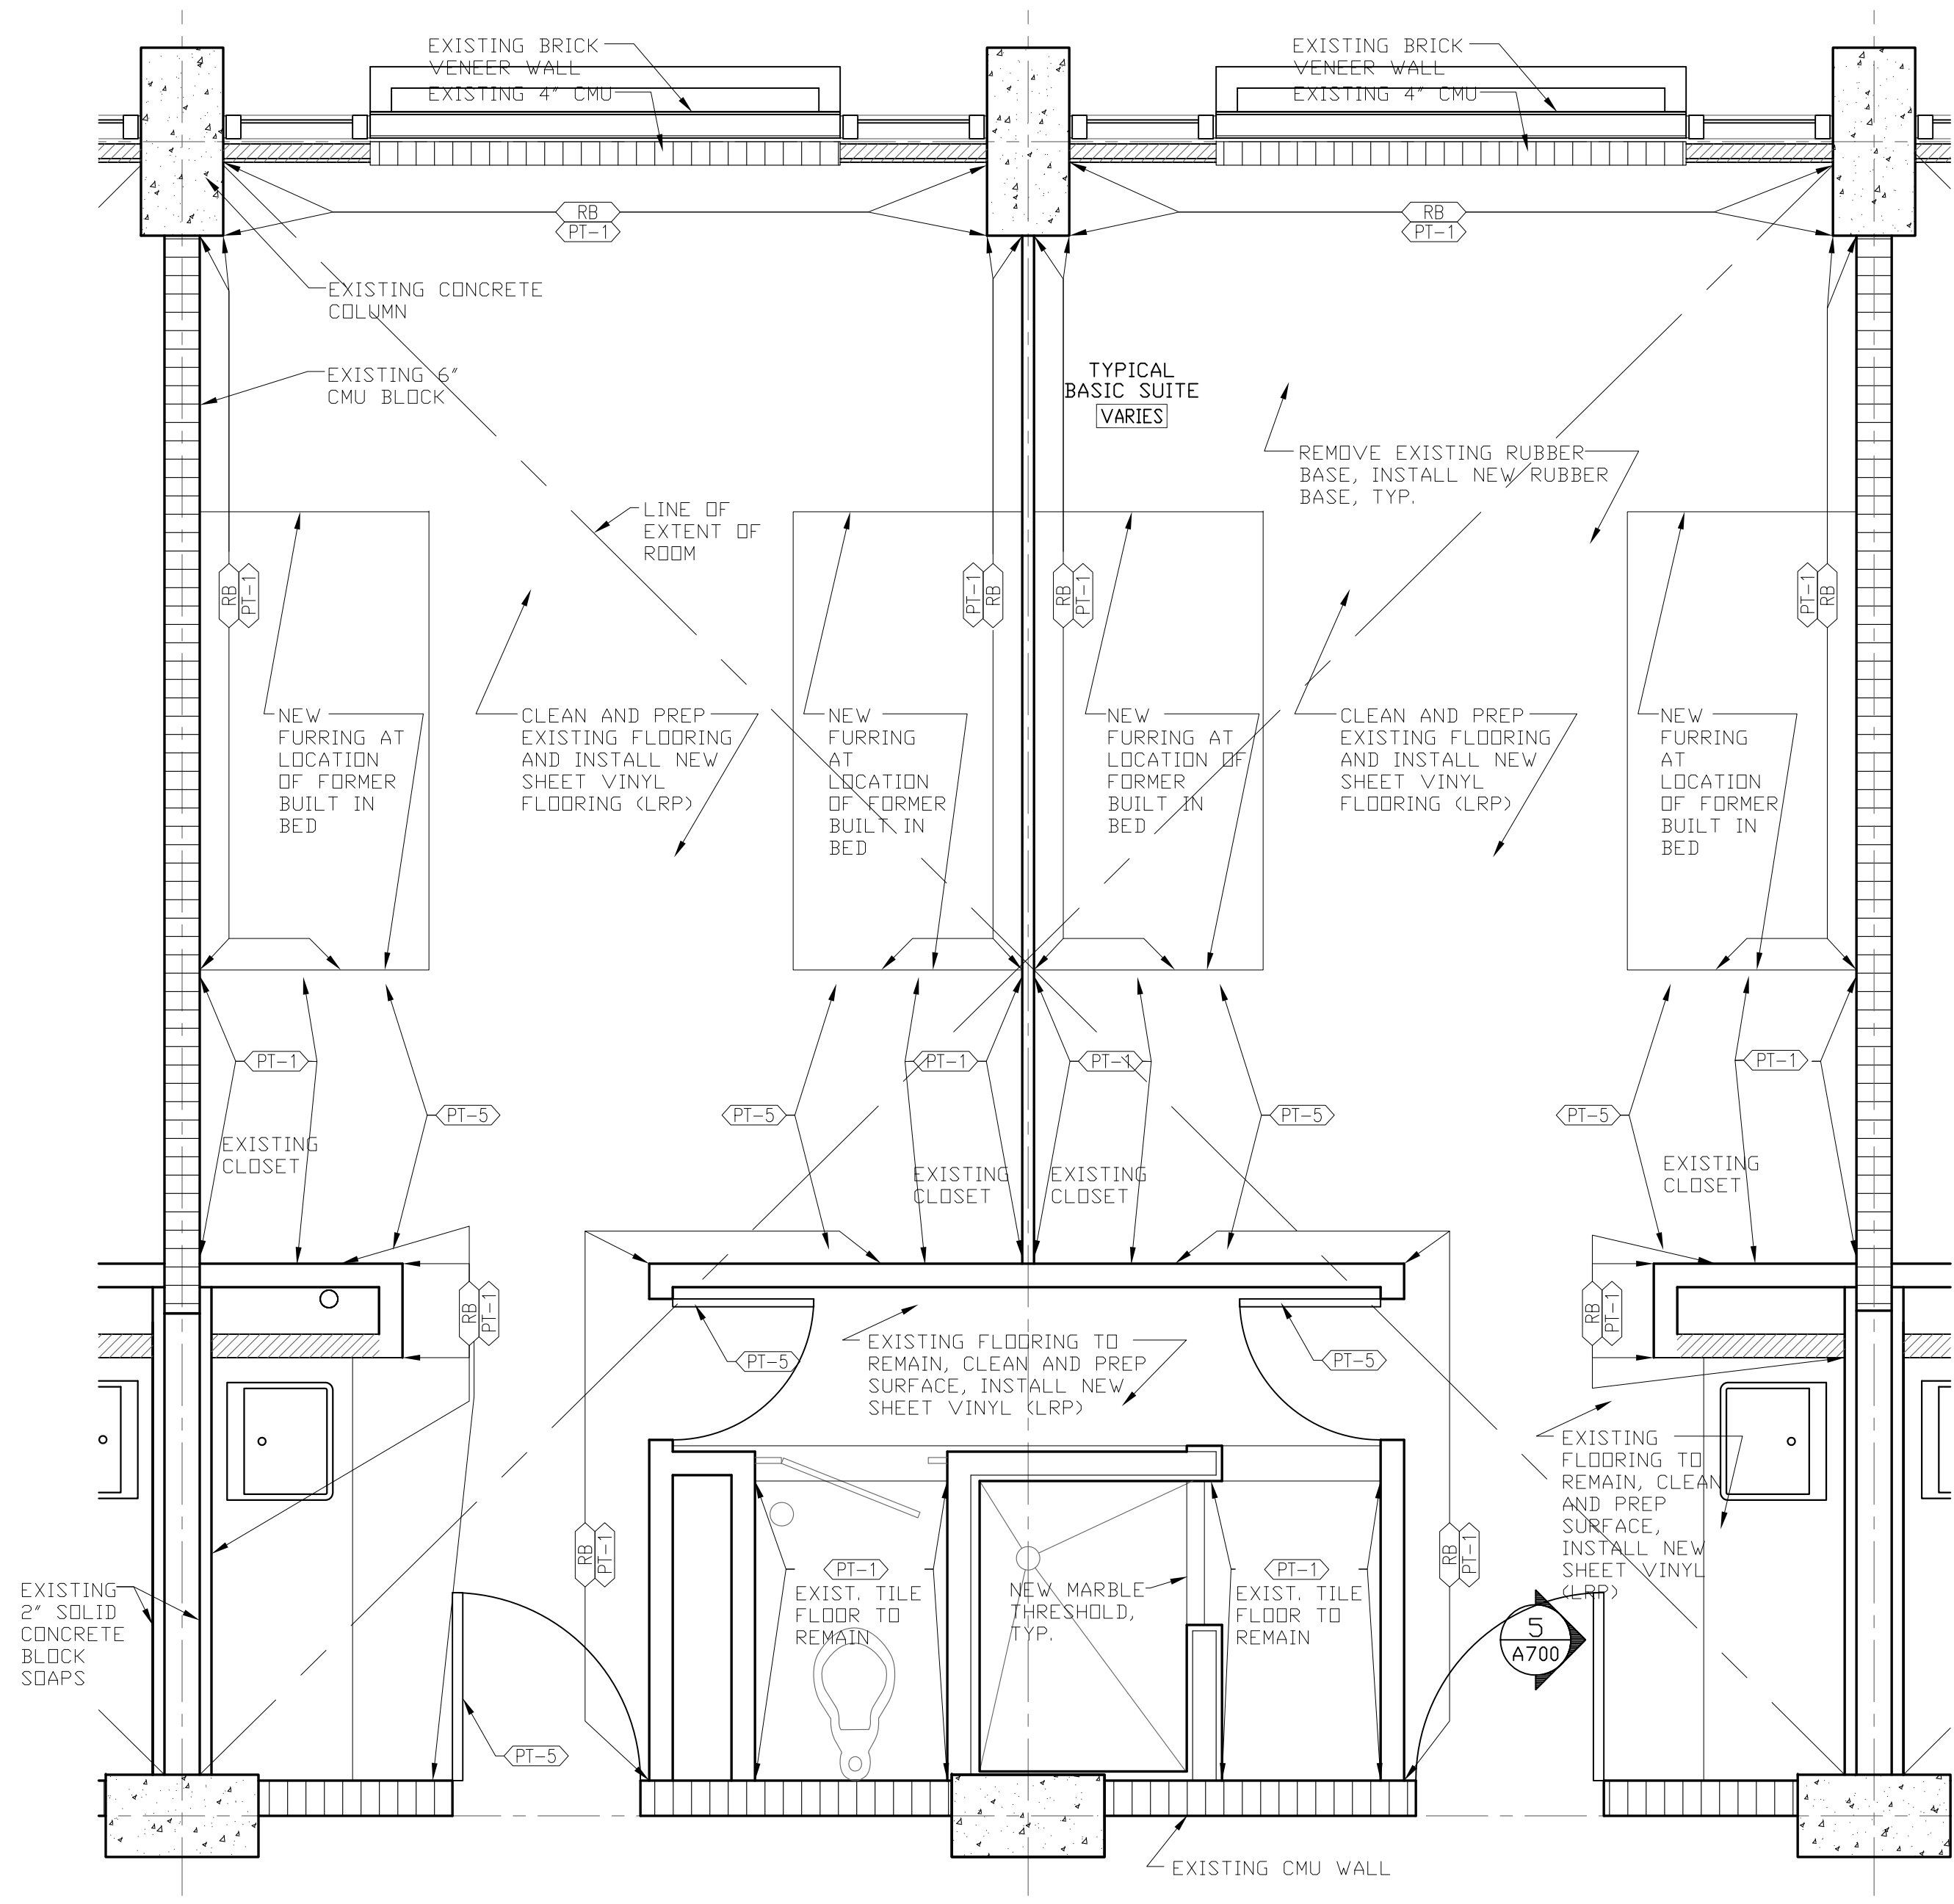 EXISTING BRICK
VENEER WALL
EXISTING 4" CMU
EXISTING BRICK
VENEER WALL
EXISTING 4" CMU
RB
PT-1
RB
PT-1
EXISTING CONCRETE
COLUMN
EXISTING 6"
CMU BLOCK
TYPICAL
BASIC SUITE
VARIES
REMOVE EXISTING RUBBER
BASE, INSTALL NEW RUBBER
BASE, TYP.
LINE OF
EXTENT OF
ROOM
RB
PT-1
PT-1
RB
RB
PT-1
PT-1
RB
NEW
FURRING AT
LOCATION
OF FORMER
BUILT IN
BED
CLEAN AND PREP
EXISTING FLOORING
AND INSTALL NEW
SHEET VINYL
FLOORING (LRP)
NEW
FURRING
AT
LOCATION
OF FORMER
BUILT IN
BED
NEW
FURRING AT
LOCATION OF
FORMER
BUILT IN
BED
CLEAN AND PREP
EXISTING FLOORING
AND INSTALL NEW
SHEET VINYL
FLOORING (LRP)
NEW
FURRING
AT
LOCATION
OF FORMER
BUILT IN
BED
PT-1
PT-1
PT-1
PT-1
PT-5
PT-5
PT-5
PT-5
EXISTING
CLOSET
EXISTING
CLOSET
EXISTING
CLOSET
EXISTING
CLOSET
RB
PT-1
RB
PT-1
PT-5
EXISTING FLOORING TO
REMAIN, CLEAN AND PREP
SURFACE, INSTALL NEW
SHEET VINYL (LRP)
PT-5
EXISTING
FLOORING TO
REMAIN, CLEAN
AND PREP
SURFACE,
INSTALL NEW
SHEET VINYL
(LRP)
RB
PT-1
RB
PT-1
PT-1
EXIST. TILE
FLOOR TO
REMAIN
NEW MARBLE
THRESHOLD,
TYP.
PT-1
EXIST. TILE
FLOOR TO
REMAIN
EXISTING
2" SOLID
CONCRETE
BLOCK
SOAPS
5
A700
PT-5
EXISTING CMU WALL